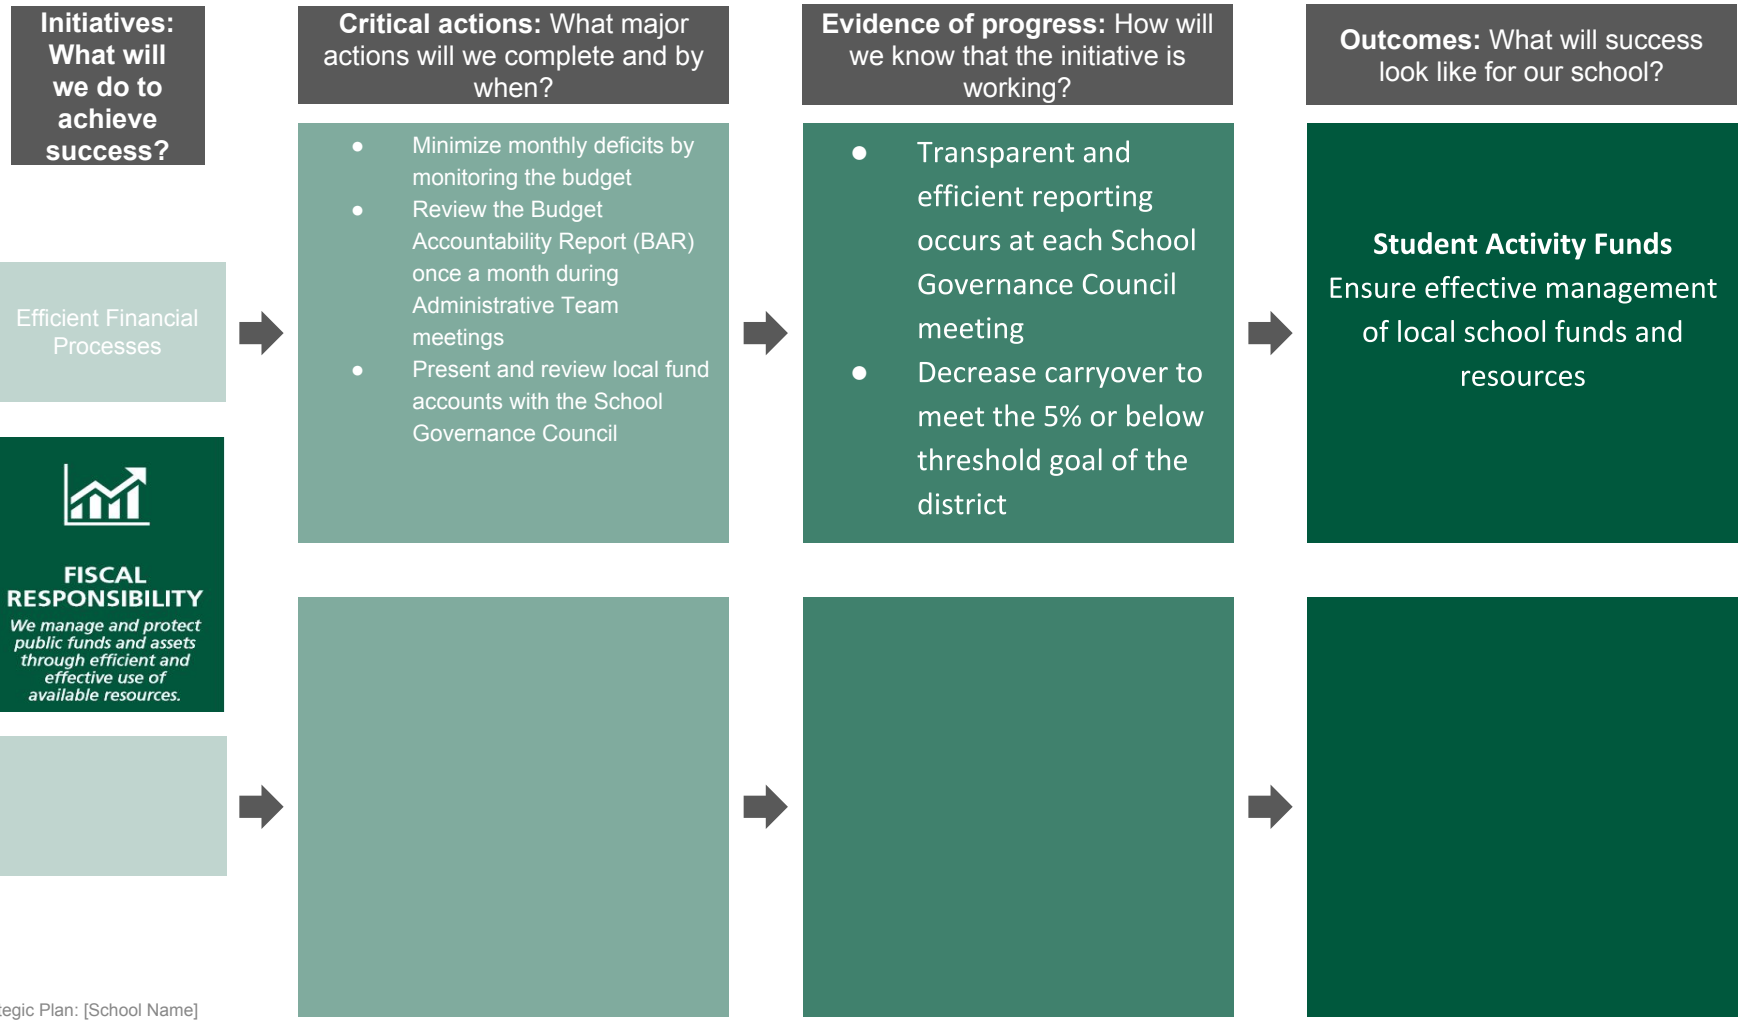 Initiatives:
What will
we do to
achieve
success?
Critical actions: What major
actions will we complete and by
when?
Evidence of progress: How will
we know that the initiative is
working?
Outcomes: What will success
look like for our school?
Efficient Financial
Processes
● Minimize monthly deficits by
monitoring the budget
● Review the Budget
Accountability Report (BAR)
once a month during
Administrative Team
meetings
● Present and review local fund
accounts with the School
Governance Council
● Transparent and
efficient reporting
occurs at each School
Governance Council
meeting
● Decrease carryover to
meet the 5% or below
threshold goal of the
district
Student Activity Funds
Ensure effective management
of local school funds and
resources
FISCAL
RESPONSIBILITY
We manage and protect
public funds and assets
through efficient and
effective use of
available resources.
tegic Plan: [School Name]